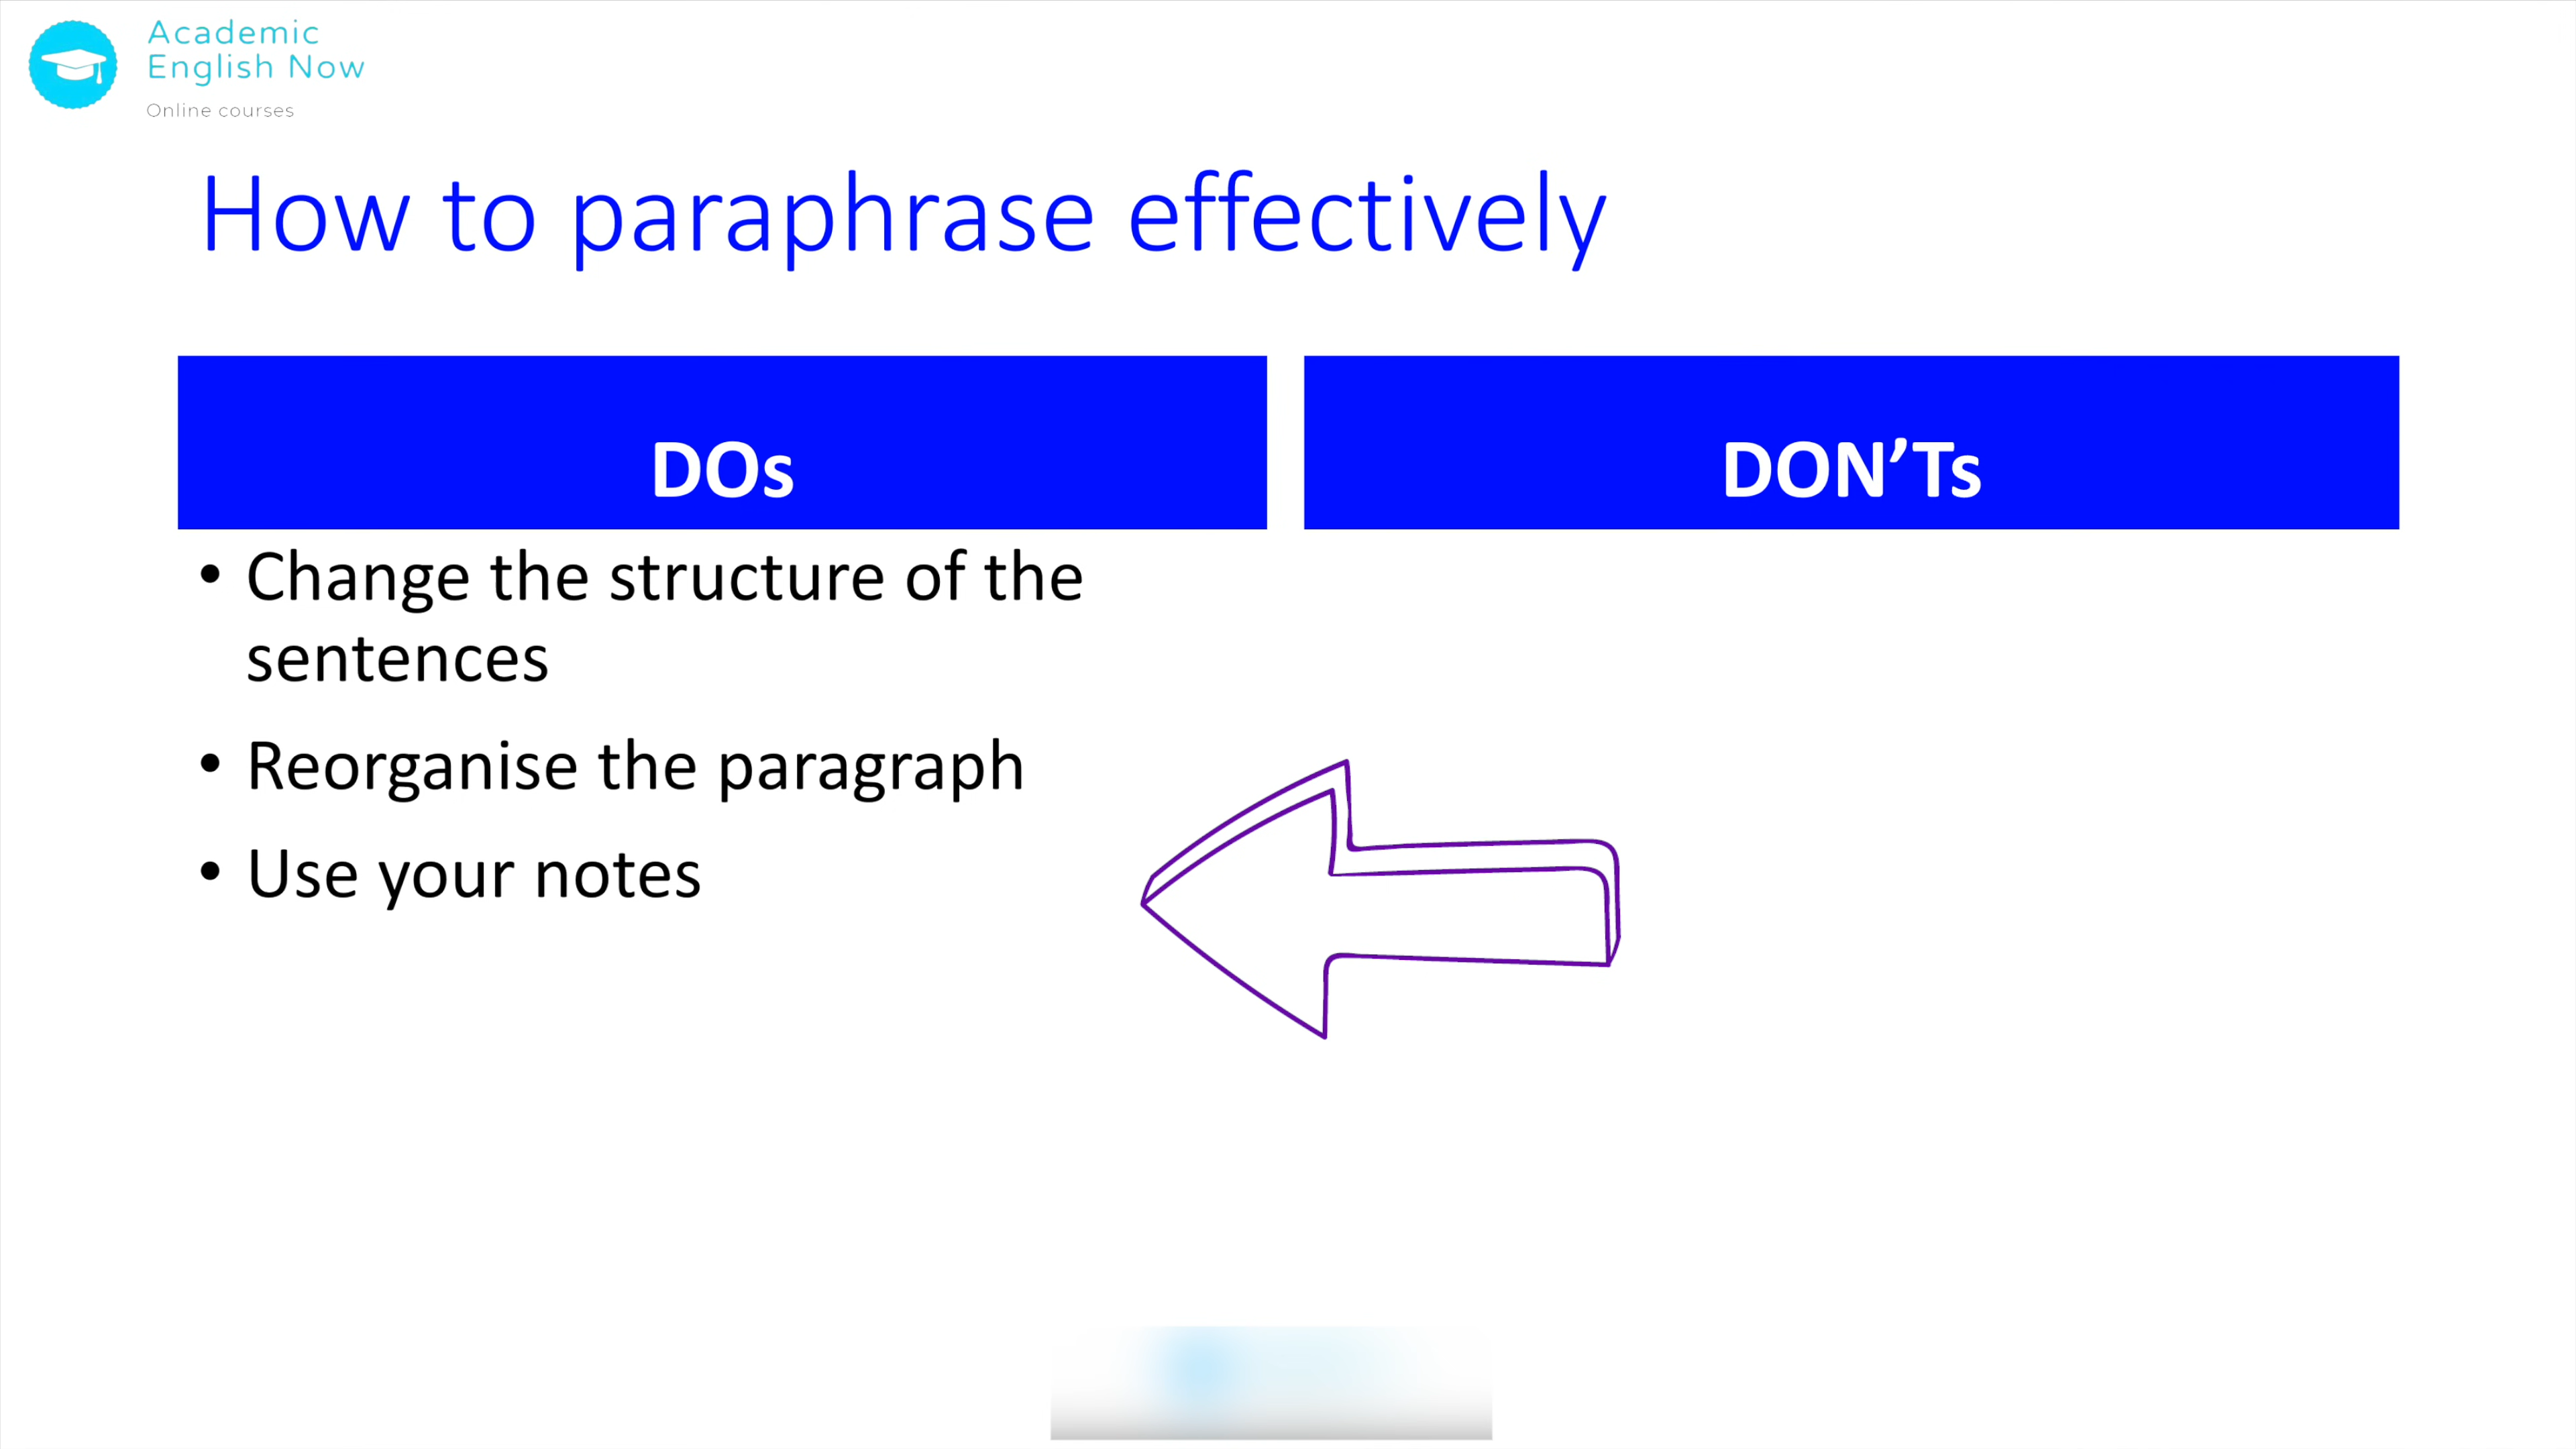 Academic
English Now
Online courses
How to paraphrase effectively
DOs
DON’Ts
• Change the structure of the
sentences
• Reorganise the paragraph
• Use your notes